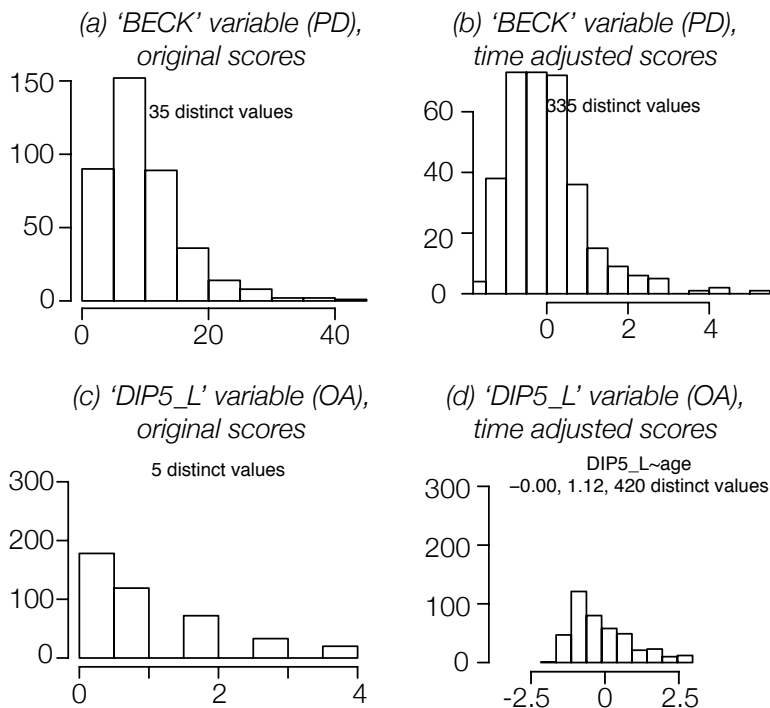 (a) ‘BECK’ variable (PD),
original scores
35 distinct values
150
100
50
0
0
20
40
(b) ‘BECK’ variable (PD),
time adjusted scores
335 distinct values
60
40
20
0
0
2
4
(c) ‘DIP5_L’ variable (OA),
original scores
5 distinct values
300
200
100
0
0
2
4
(d) ‘DIP5_L’ variable (OA),
time adjusted scores
DIP5_L~age
−0.00, 1.12, 420 distinct values
300
200
100
0
-2.5
0
2.5